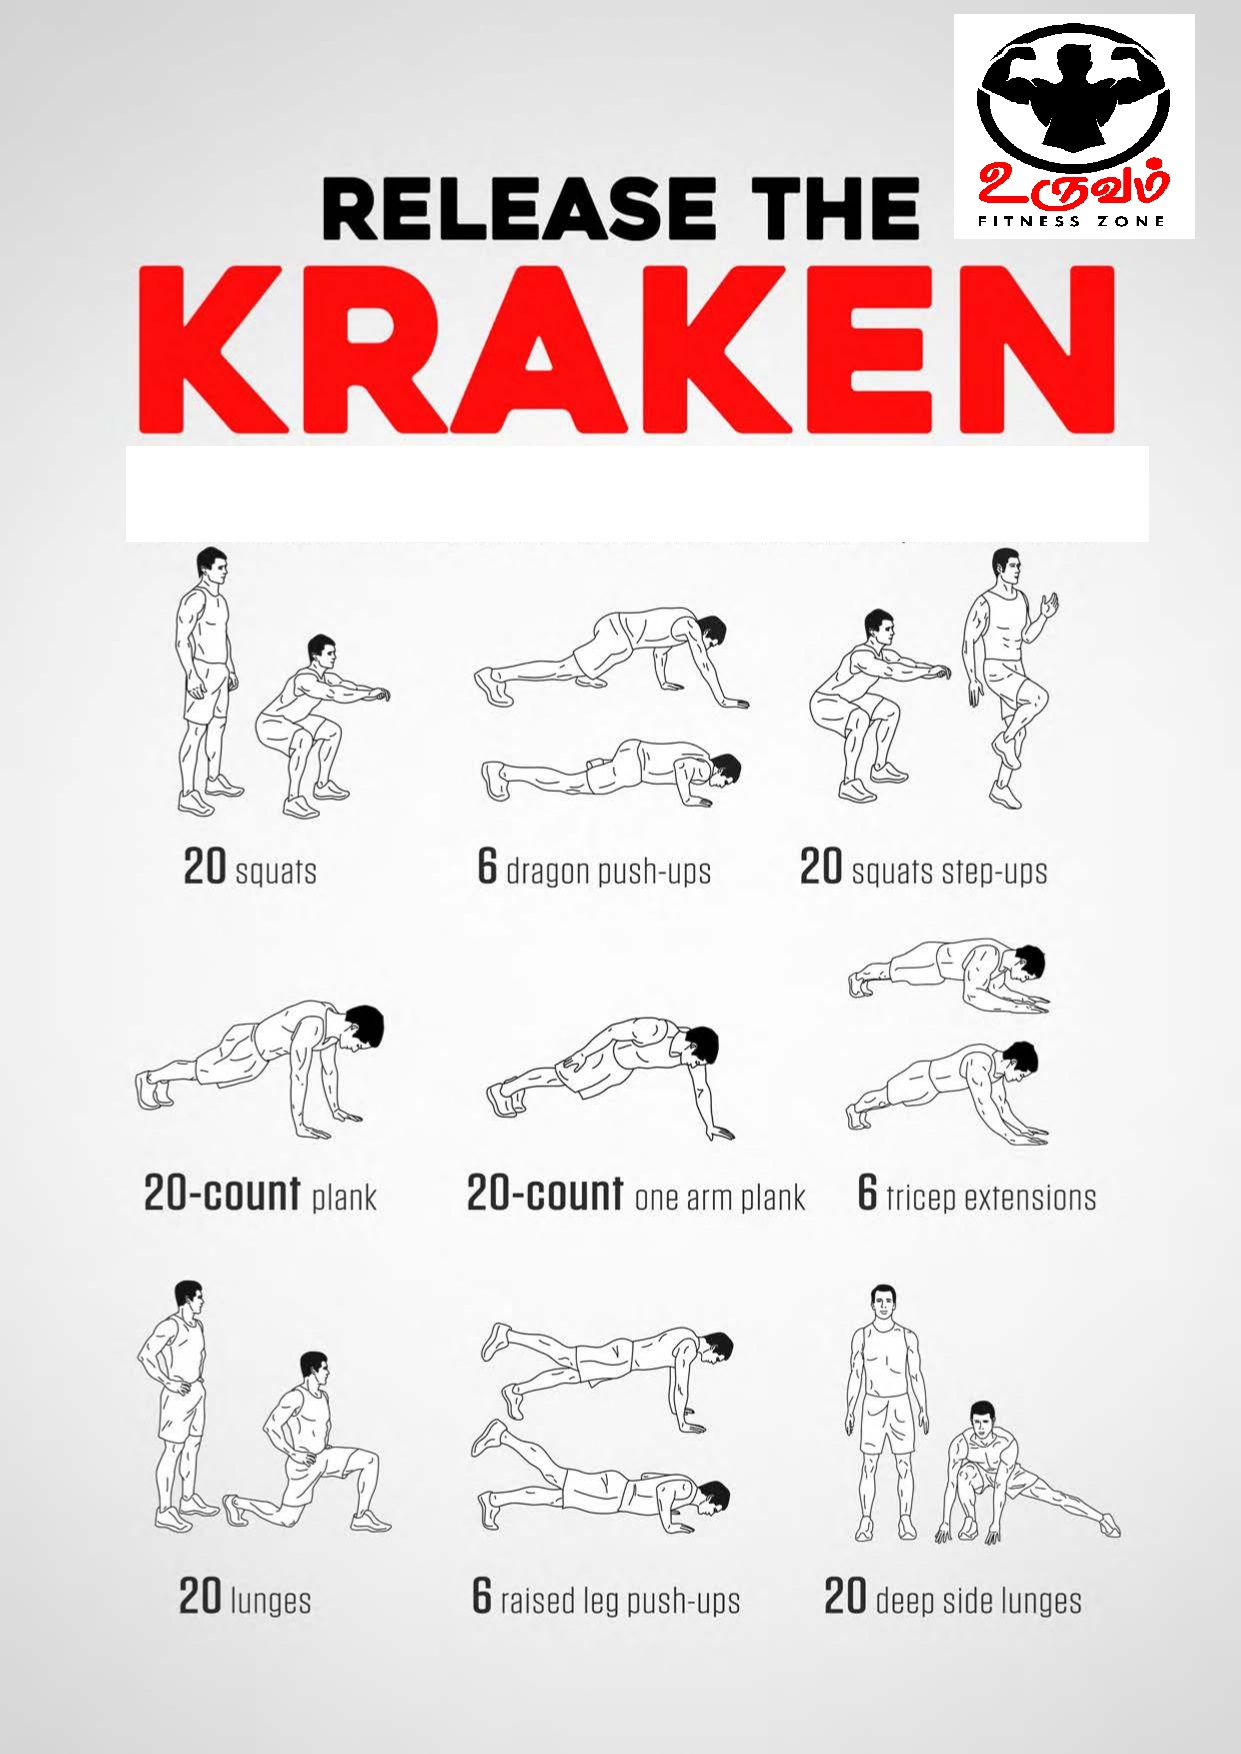 உருவம்
FITNESS ZONE
RELEASE THE
KRAKEN
20 squats
6 dragon push-ups
20 squats step-ups
20-count plank
20-count one arm plank
6 tricep extensions
20 lunges
6 raised leg push-ups
20 deep side lunges